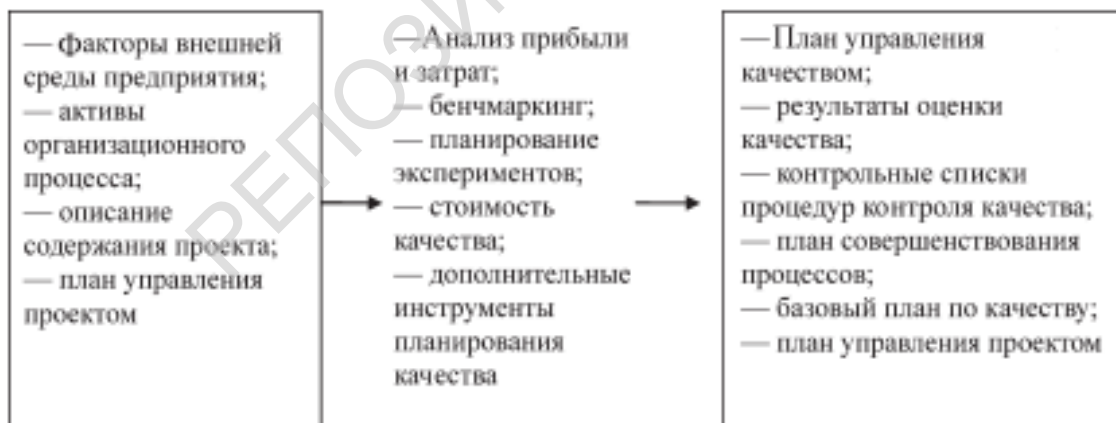 — факторы внешней
среды предприятия;
— активы
организационного
процесса;
— описание
содержания проекта;
— план управления
проектом
—Анализ прибыли
и затрат;
— бенчмаркинг;
— планирование
экспериментов;
— стоимость
качества;
— дополнительные
инструменты
планирования
качества
—План управления
качеством;
— результаты оценки
качества;
— контрольные списки
процедур контроля качества;
— план совершенствования
процессов;
— базовый план по качеству;
— план управления проектом